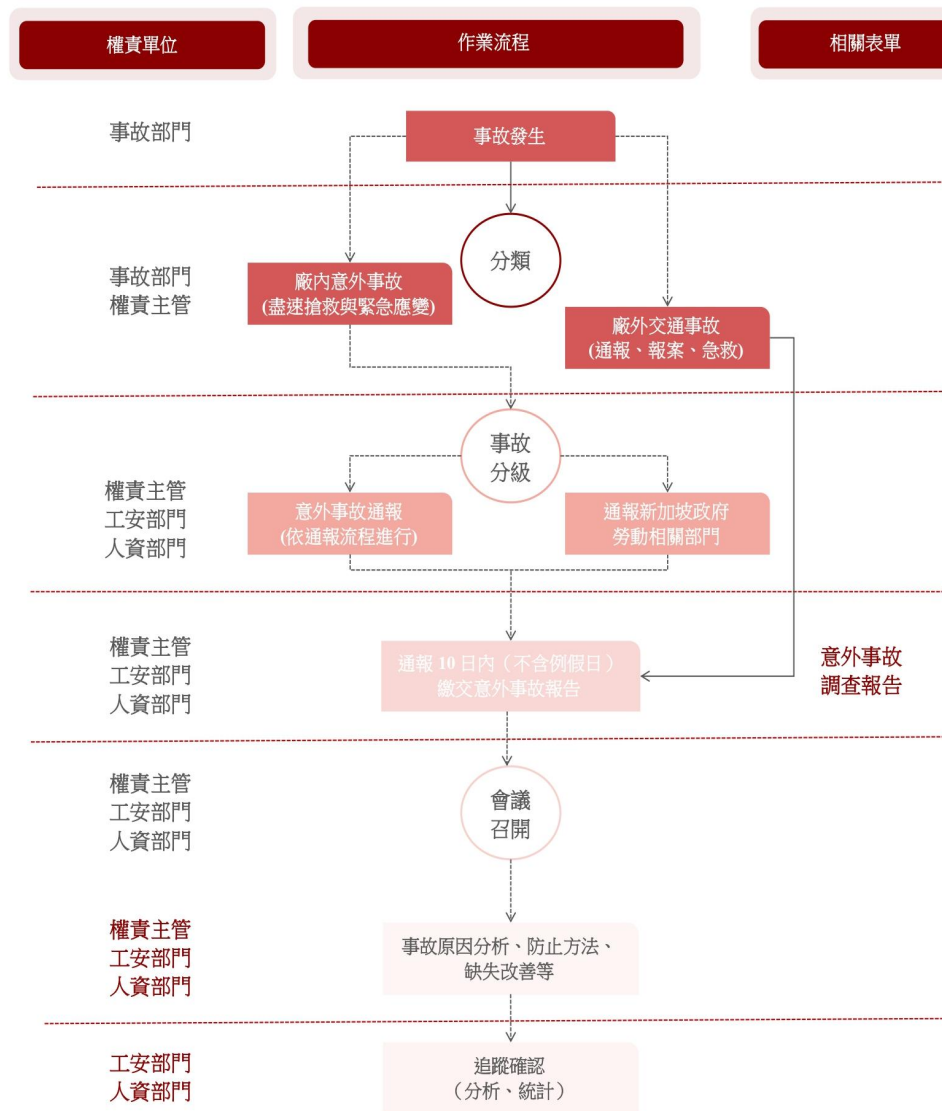 權責單位
作業流程
相關表單
事故部門
事故發生
分類
事故部門
權責主管
廠內意外事故
(盡速搶救與緊急應變)
廠外交通事故
(通報、報案、急救)
事故
分級
權責主管
工安部門
人資部門
意外事故通報
(依通報流程進行)
通報新加坡政府
勞動相關部門
權責主管
工安部門
人資部門
通報 10 日內（不含例假日）
繳交意外事故報告
意外事故
調查報告
權責主管
工安部門
人資部門
會議
召開
權責主管
工安部門
人資部門
事故原因分析、防止方法、
缺失改善等
工安部門
人資部門
追蹤確認
（分析、統計）